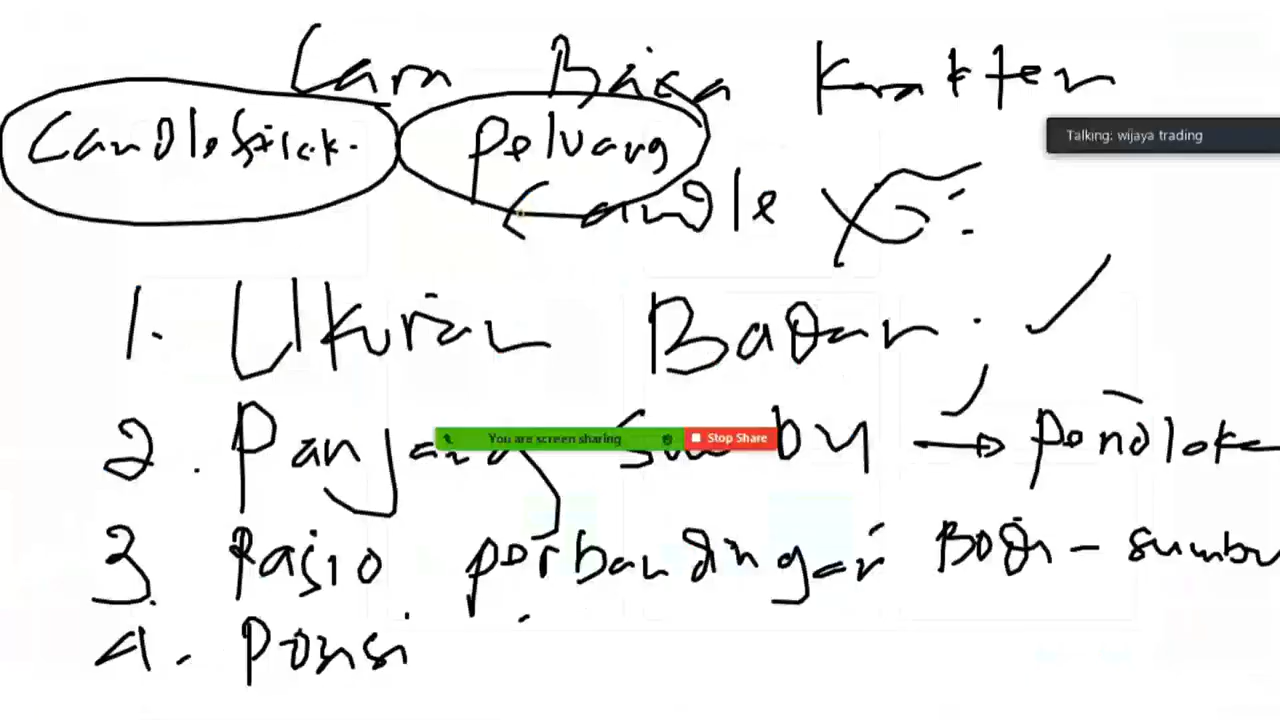 Cara Baca Karakter
Candlestick. Peluang
Talking: wijaya trading
Candle
1. Ukuran Badan.
2. Panjang Sumbu → Penolaka
You are screen sharing Stop Share
3. Rasio perbandingan Body - sumbu
4. Posisi